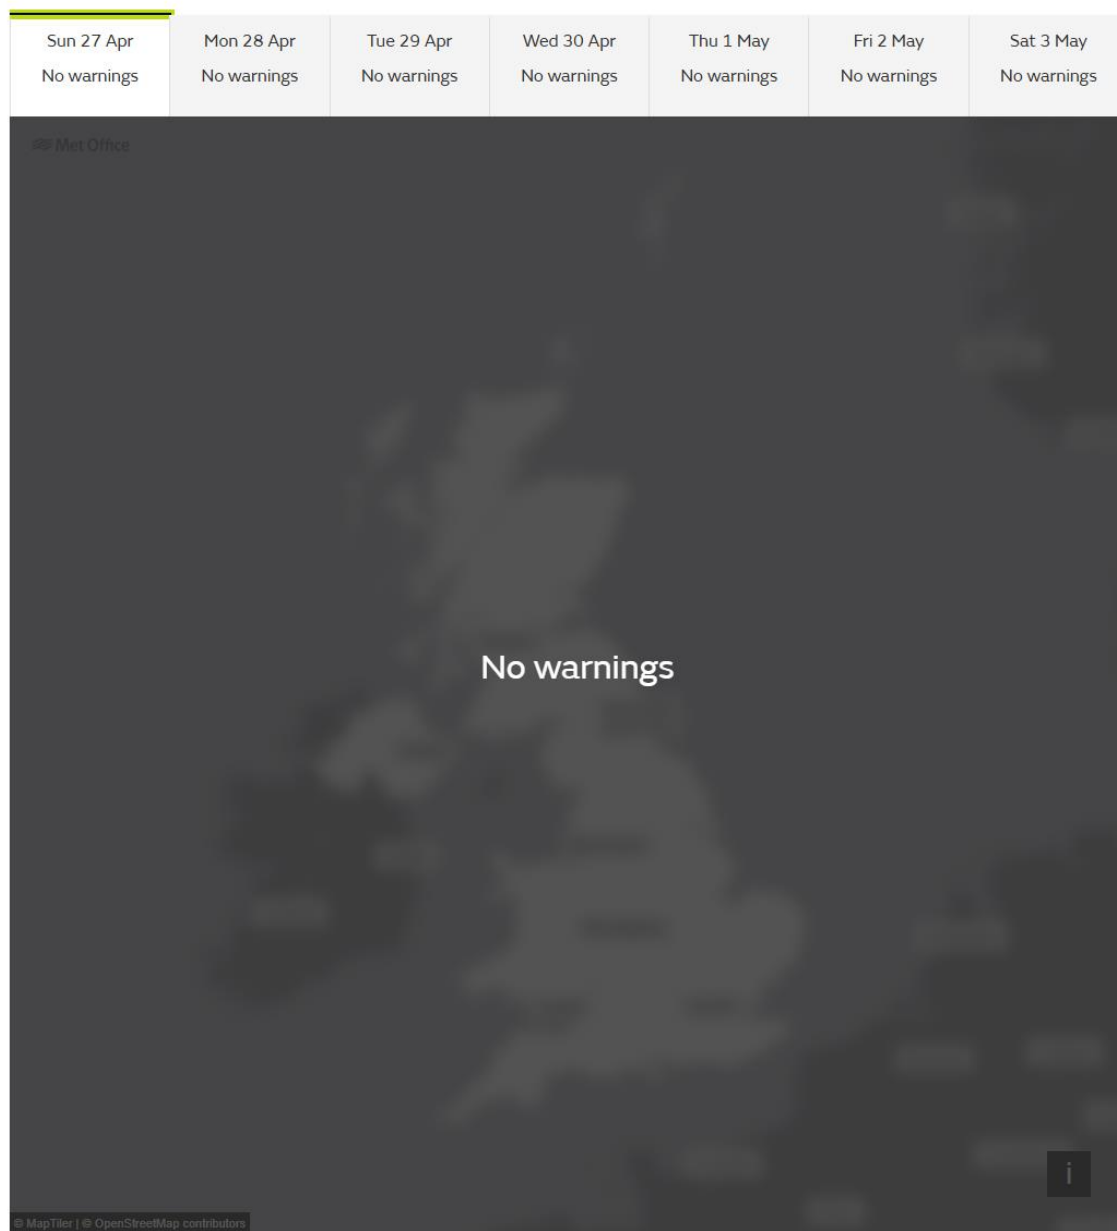 Sun 27 Apr
No warnings
Mon 28 Apr
No warnings
Tue 29 Apr
No warnings
Wed 30 Apr
No warnings
Thu 1 May
No warnings
Fri 2 May
No warnings
Sat 3 May
No warnings
Met Office
No warnings
i
© MapTiler | © OpenStreetMap contributors